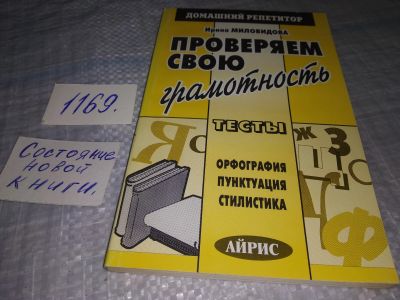 ДОМАШНИЙ РЕПЕТИТОР
Ирина МИЛОВИДОВА
ПРОВЕРЯЕМ
СВОЮ
грамотность
ТЕСТЫ
ОРФОГРАФИЯ
ПУНКТУАЦИЯ
СТИЛИСТИКА
АЙРИС
1169.
Состояние
новой
книги.